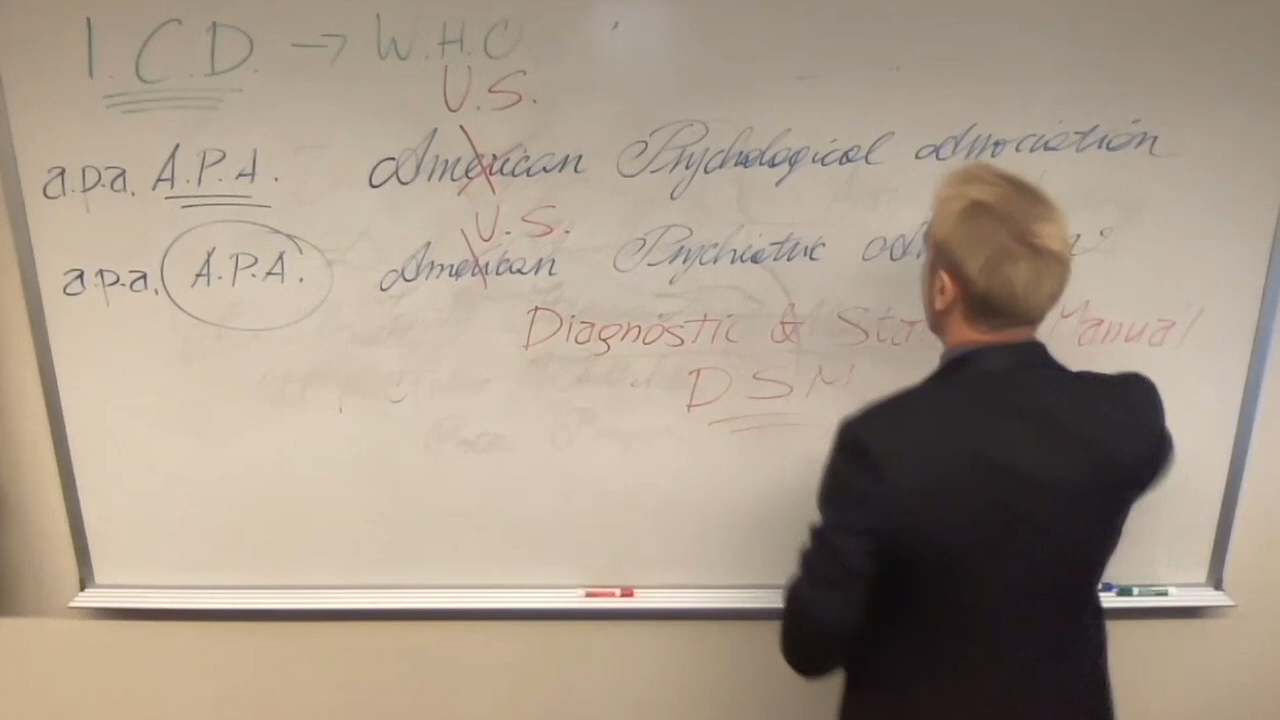 I.C.D. → W.H.O
U.S.
a.p.a. A.P.A. American Psychological Association
U.S.
a.p.a. A.P.A. American Psychiatric
Diagnostic & Manual
DSM